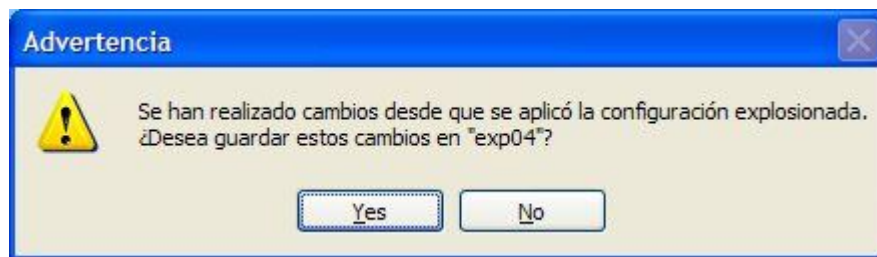 Advertencia
Se han realizado cambios desde que se aplicó la configuración explosionada.
¿Desea guardar estos cambios en "exp04"?
Yes
No